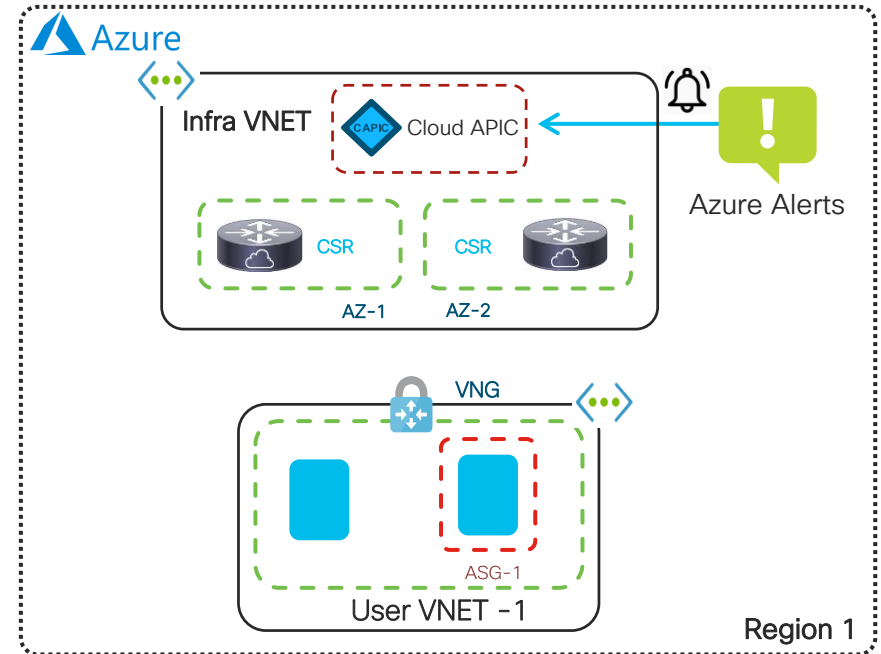 Azure
Infra VNET
CAPIC
Cloud APIC
Azure Alerts
CSR
CSR
AZ-1
AZ-2
VNG
ASG-1
User VNET -1
Region 1